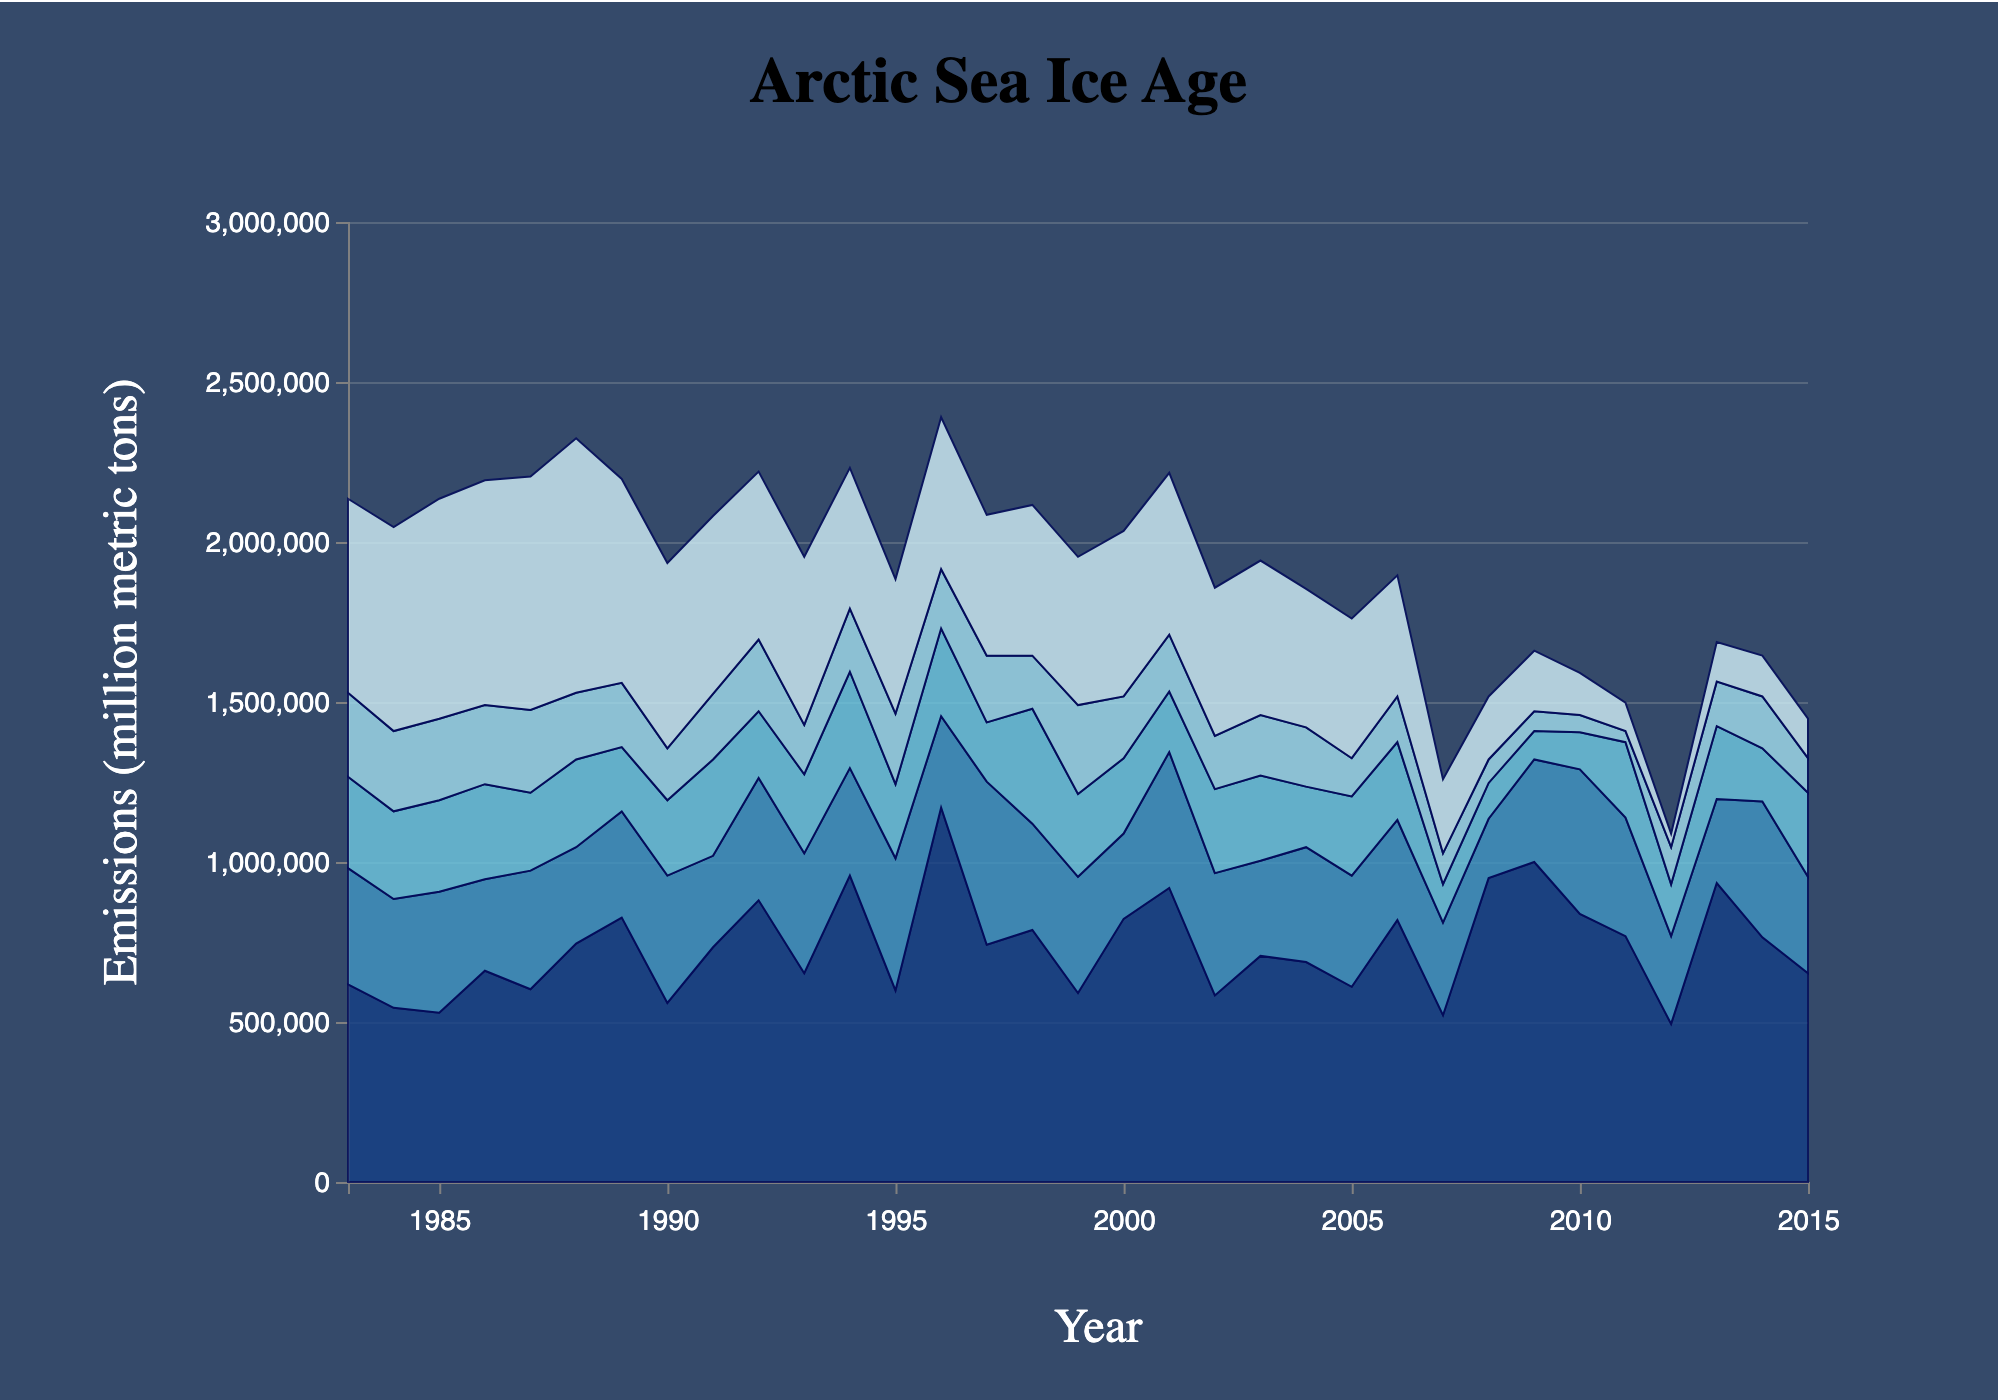 Arctic Sea Ice Age
Emissions (million metric tons)
3,000,000
2,500,000
2,000,000
1,500,000
1,000,000
500,000
0
1985 1990 1995 2000 2005 2010 2015
Year